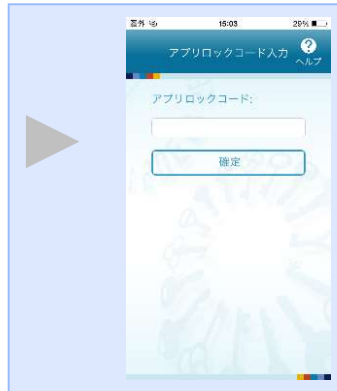 圏外 15:03 29%
アプリロックコード入力
?
ヘルプ
アプリロックコード:
確定